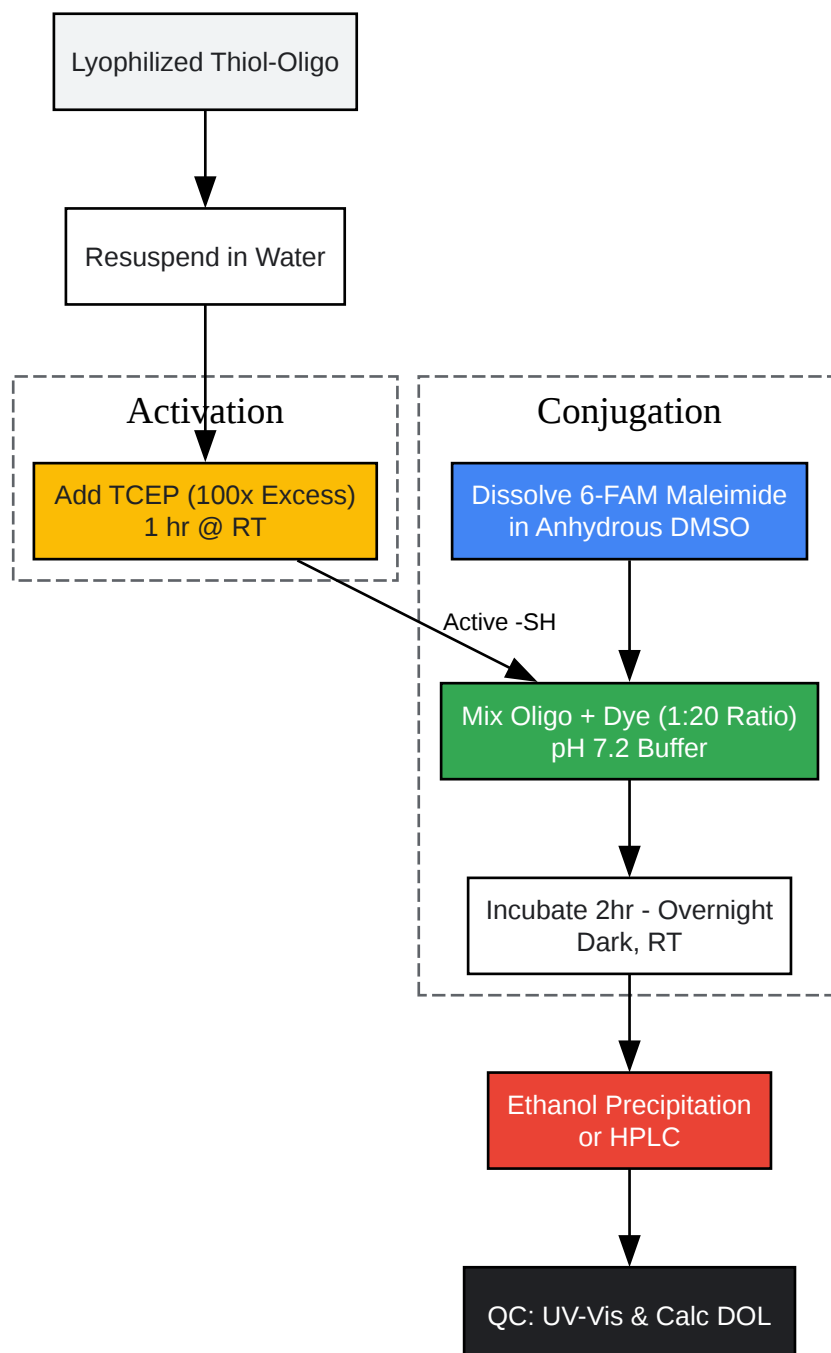 Lyophilized Thiol-Oligo
Resuspend in Water
Activation
Add TCEP (100x Excess)
1 hr @ RT
Conjugation
Dissolve 6-FAM Maleimide
in Anhydrous DMSO
Active -SH
Mix Oligo + Dye (1:20 Ratio)
pH 7.2 Buffer
Incubate 2hr - Overnight
Dark, RT
Ethanol Precipitation
or HPLC
QC: UV-Vis & Calc DOL